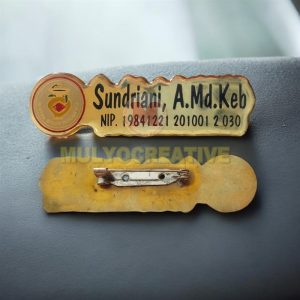 Sundriani, A.Md.Keb
NIP. 19841221 201001 2 030
MULYOCREATIVE